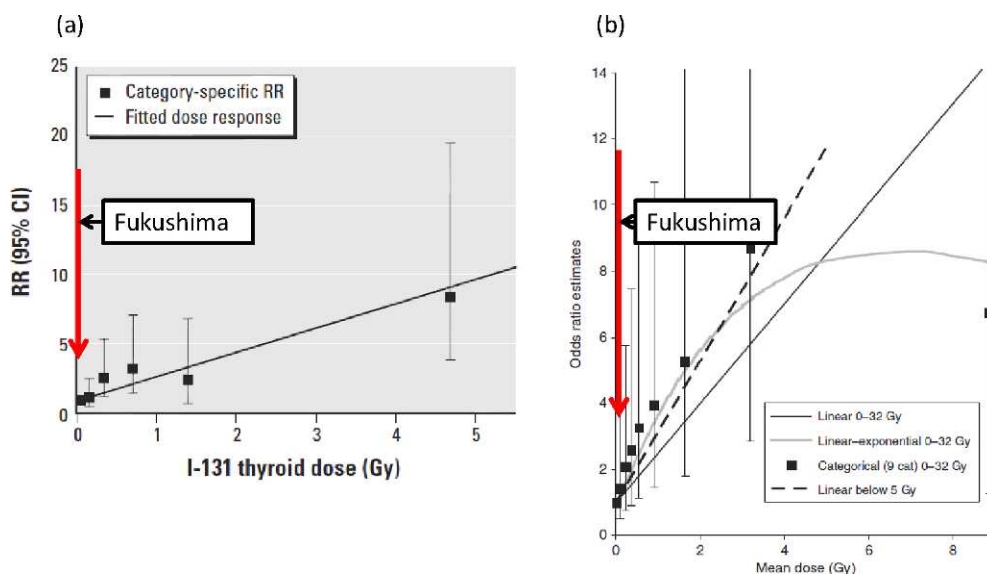 (a)
25
20
15
10
5
0
RR (95% CI)
Category-specific RR
Fitted dose response
Fukushima
0 1 2 3 4 5
I-131 thyroid dose (Gy)
(b)
14
12
10
8
6
4
2
0
Odds ratio estimates
Fukushima
Linear 0–32 Gy
Linear–exponential 0–32 Gy
Categorical (9 cat) 0–32 Gy
Linear below 5 Gy
0 2 4 6 8
Mean dose (Gy)